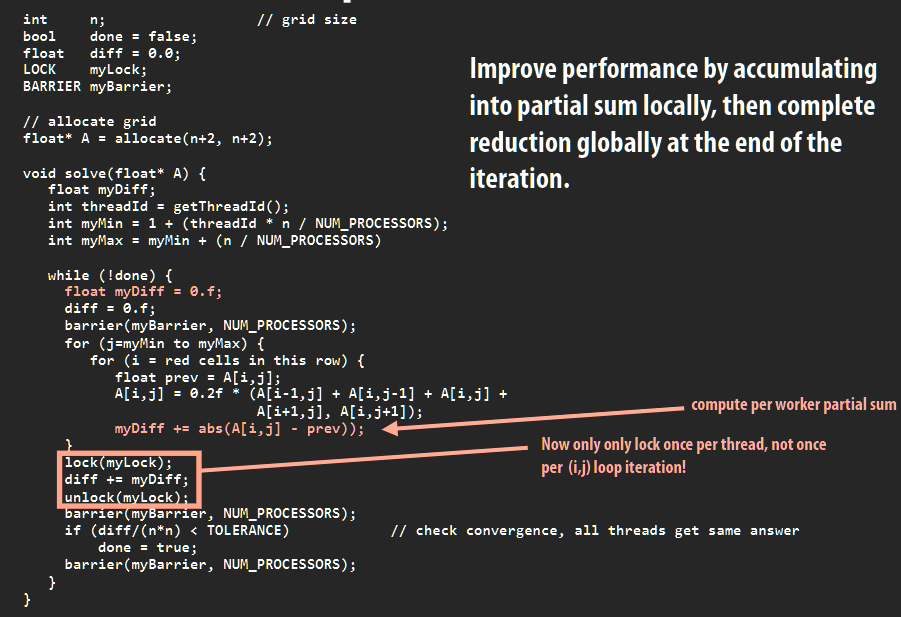 int     n;                  // grid size
bool    done = false;
float   diff = 0.0;
LOCK    myLock;
BARRIER myBarrier;
// allocate grid
float* A = allocate(n+2, n+2);
Improve performance by accumulating
into partial sum locally, then complete
reduction globally at the end of the
iteration.
void solve(float* A) {
   float myDiff;
   int threadId = getThreadId();
   int myMin = 1 + (threadId * n / NUM_PROCESSORS);
   int myMax = myMin + (n / NUM_PROCESSORS)
   while (!done) {
     float myDiff = 0.f;
     diff = 0.f;
     barrier(myBarrier, NUM_PROCESSORS);
     for (j=myMin to myMax) {
        for (i = red cells in this row) {
           float prev = A[i,j];
           A[i,j] = 0.2f * (A[i-1,j] + A[i,j-1] + A[i,j] +
                            A[i+1,j], A[i,j+1]);
           myDiff += abs(A[i,j] - prev));
compute per worker partial sum
     }
     lock(myLock);
     diff += myDiff;
     unlock(myLock);
Now only only lock once per thread, not once
per (i,j) loop iteration!
     barrier(myBarrier, NUM_PROCESSORS);
     if (diff/(n*n) < TOLERANCE)            // check convergence, all threads get same answer
         done = true;
     barrier(myBarrier, NUM_PROCESSORS);
   }
}